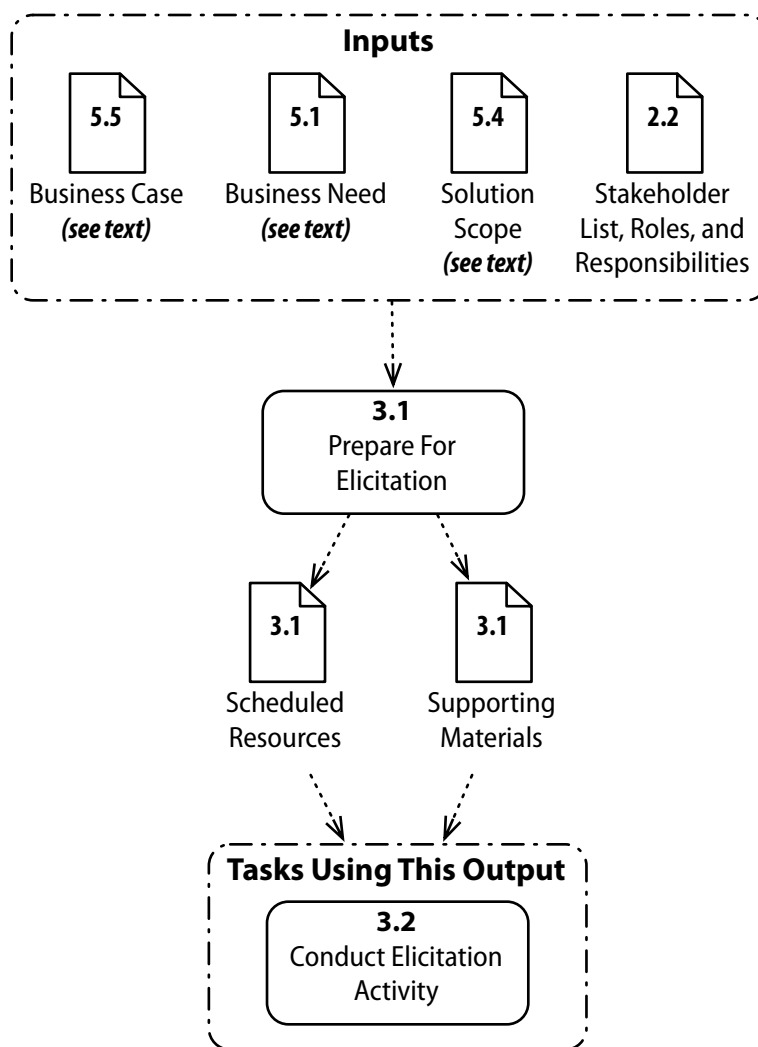 Inputs
5.5
Business Case
(see text)
5.1
Business Need
(see text)
5.4
Solution
Scope
(see text)
2.2
Stakeholder
List, Roles, and
Responsibilities
3.1
Prepare For
Elicitation
3.1
Scheduled
Resources
3.1
Supporting
Materials
Tasks Using This Output
3.2
Conduct Elicitation
Activity